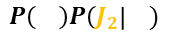 P(  )P(J₂|  )